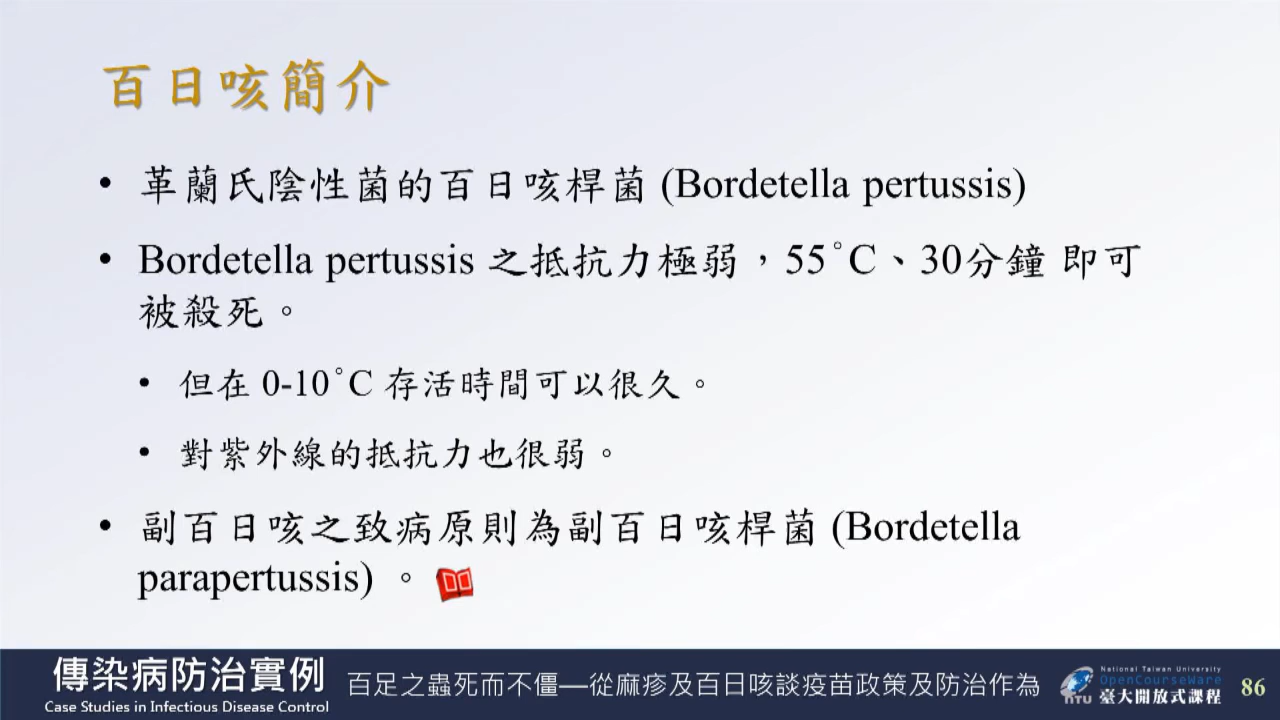 百日咳簡介
• 革蘭氏陰性菌的百日咳桿菌 (Bordetella pertussis)
• Bordetella pertussis 之抵抗力極弱，55˚C、30分鐘 即可
被殺死。
• 但在 0-10˚C 存活時間可以很久。
• 對紫外線的抵抗力也很弱。
• 副百日咳之致病原則為副百日咳桿菌 (Bordetella
parapertussis) 。
傳染病防治實例
Case Studies in Infectious Disease Control
百足之蟲死而不僵—從麻疹及百日咳談疫苗政策及防治作為
National Taiwan University
OpenCourseWare
NTU 臺大開放式課程
86